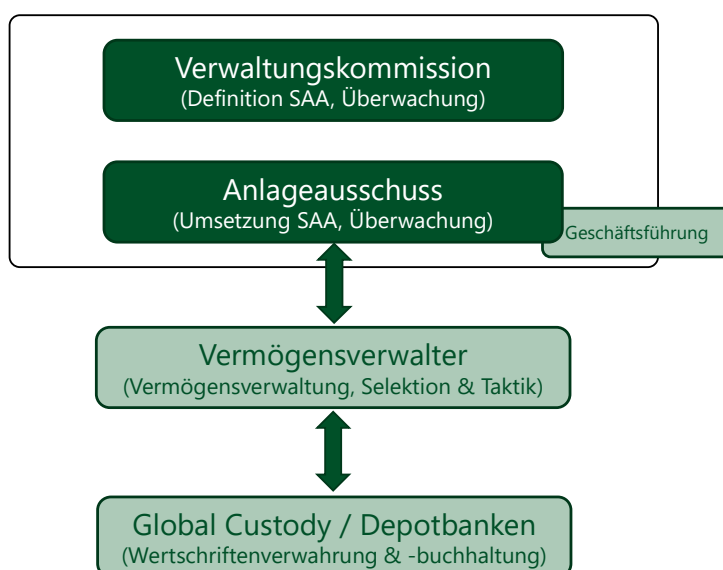 Verwaltungskommission
(Definition SAA, Überwachung)
Anlageausschuss
(Umsetzung SAA, Überwachung)
Geschäftsführung
Vermögensverwalter
(Vermögensverwaltung, Selektion & Taktik)
Global Custody / Depotbanken
(Wertschriftenverwahrung & -buchhaltung)